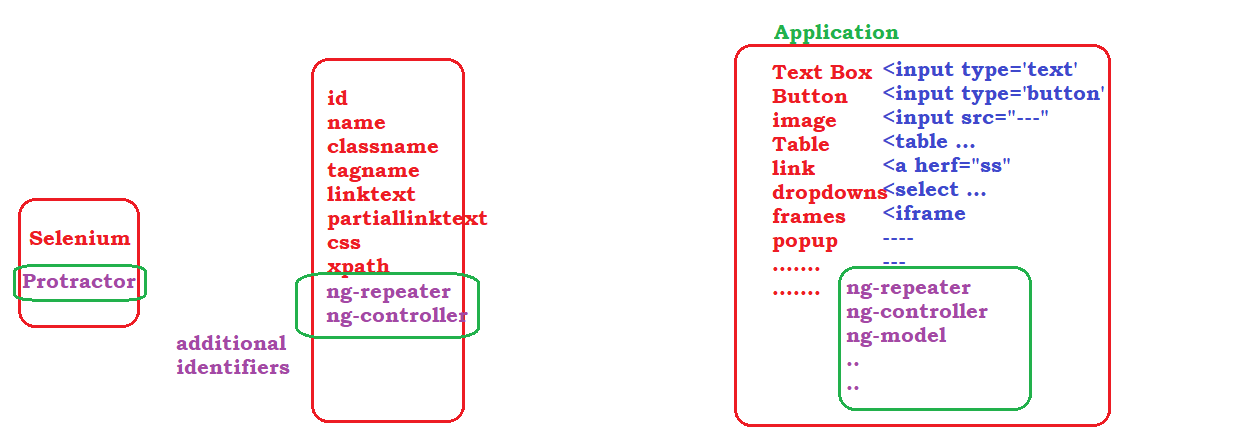 Selenium
Protractor
additional
identifiers
id
name
classname
tagname
linktext
partiallinktext
css
xpath
ng-repeater
ng-controller
Application
Text Box <input type='text'
Button <input type='button'
image <input src="---"
Table <table ...
link <a herf="ss"
dropdowns <select ...
frames <iframe
popup ----
....... ---
.......
ng-repeater
ng-controller
ng-model
..
..